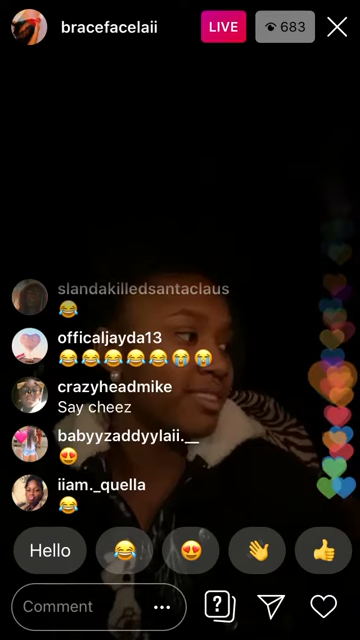 bracefacelaii
LIVE
683
slandakilledsantaclaus
😂
officaljayda13
😂😂😂😂😂😭😭
crazyheadmike
Say cheez
babyyzaddyylaii.__
😍
iiam._quella
😂
Hello 😂 😍 👋 👍
Comment